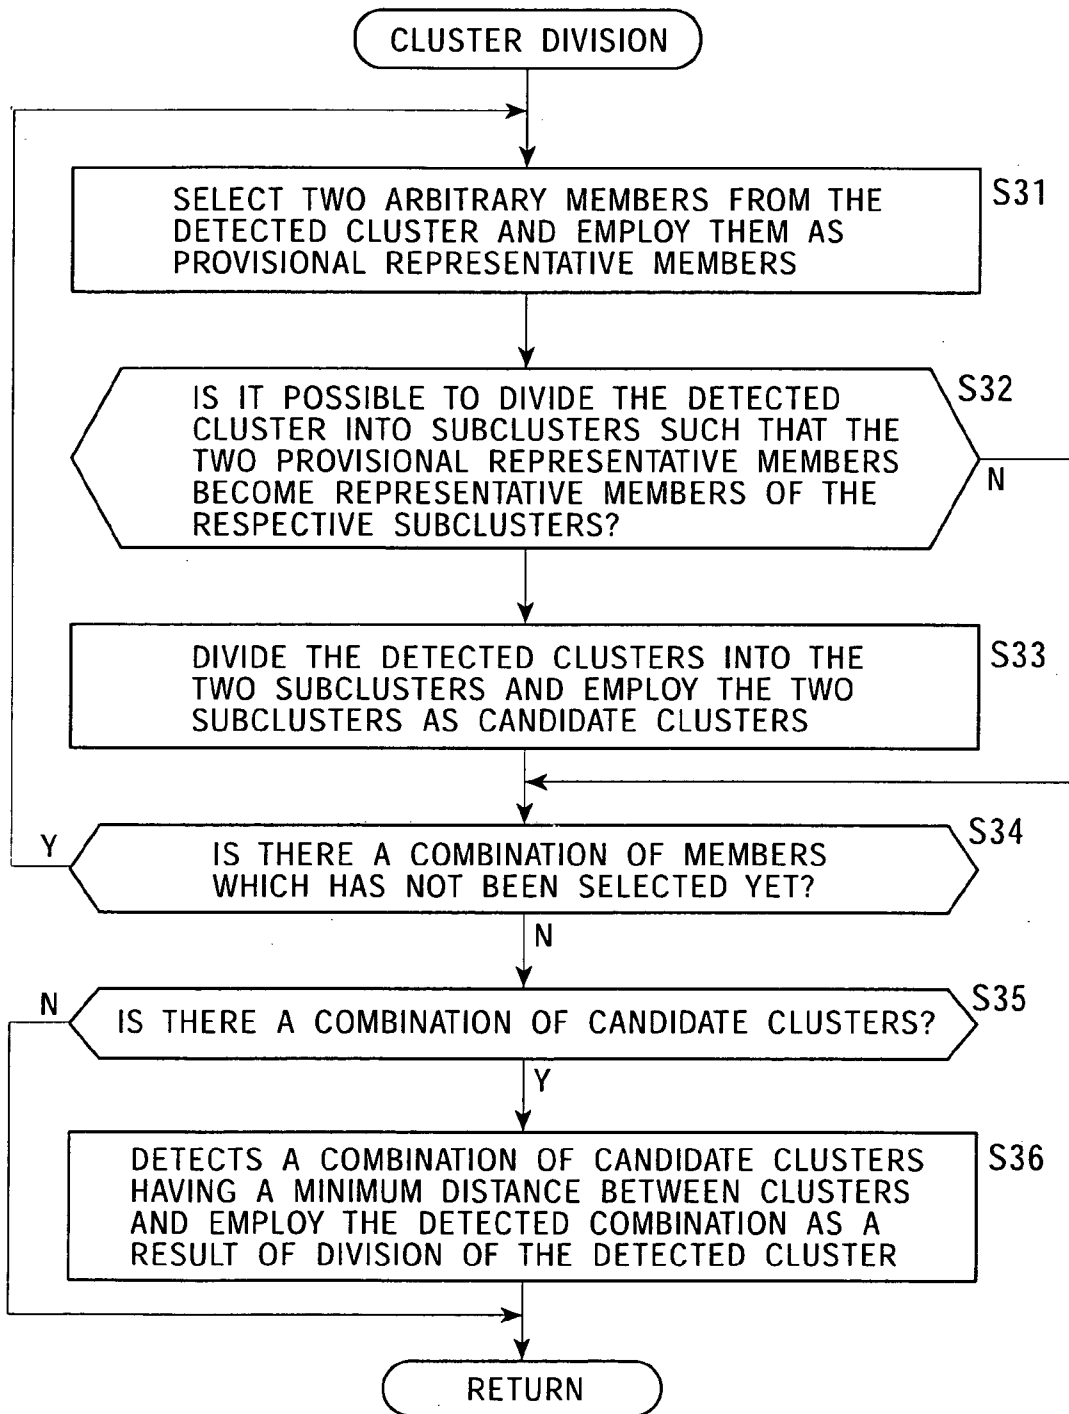 CLUSTER DIVISION
S31
SELECT TWO ARBITRARY MEMBERS FROM THE
DETECTED CLUSTER AND EMPLOY THEM AS
PROVISIONAL REPRESENTATIVE MEMBERS
S32
IS IT POSSIBLE TO DIVIDE THE DETECTED
CLUSTER INTO SUBCLUSTERS SUCH THAT THE
TWO PROVISIONAL REPRESENTATIVE MEMBERS
BECOME REPRESENTATIVE MEMBERS OF THE
RESPECTIVE SUBCLUSTERS?
N
S33
DIVIDE THE DETECTED CLUSTERS INTO THE
TWO SUBCLUSTERS AND EMPLOY THE TWO
SUBCLUSTERS AS CANDIDATE CLUSTERS
S34
Y
IS THERE A COMBINATION OF MEMBERS
WHICH HAS NOT BEEN SELECTED YET?
N
S35
N
IS THERE A COMBINATION OF CANDIDATE CLUSTERS?
Y
S36
DETECTS A COMBINATION OF CANDIDATE CLUSTERS
HAVING A MINIMUM DISTANCE BETWEEN CLUSTERS
AND EMPLOY THE DETECTED COMBINATION AS A
RESULT OF DIVISION OF THE DETECTED CLUSTER
RETURN